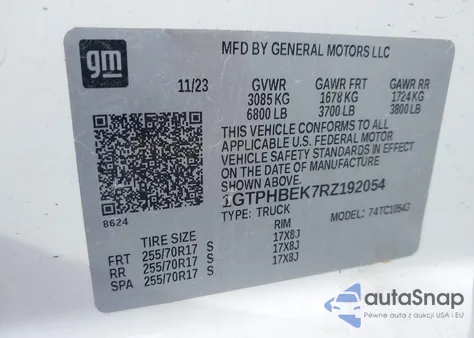 gm
MFD BY GENERAL MOTORS LLC
11/23 GVWR GAWR FRT GAWR RR
3085 KG 1678 KG 1724 KG
6800 LB 3700 LB 3800 LB
THIS VEHICLE CONFORMS TO ALL
APPLICABLE U.S. FEDERAL MOTOR
VEHICLE SAFETY STANDARDS IN EFFECT
ON THE DATE OF MANUFACTURE
SHOWN ABOVE.
1GTPHBEK7RZ192054
TYPE: TRUCK MODEL: 74TC10543
8624
TIRE SIZE RIM
FRT 255/70R17 S 17X8J
RR 255/70R17 S 17X8J
SPA 255/70R17 S 17X8J
autoSnap
Pewne auta z aukcji USA i EU